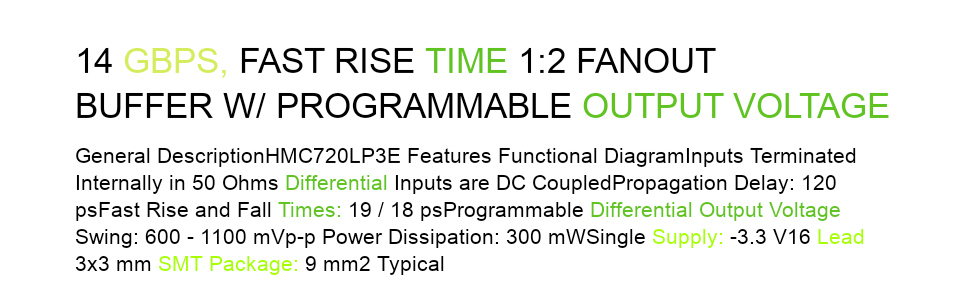 14 GBPS, FAST RISE TIME 1:2 FANOUT
BUFFER W/ PROGRAMMABLE OUTPUT VOLTAGE
General DescriptionHMC720LP3E Features Functional DiagramInputs Terminated
Internally in 50 Ohms Differential Inputs are DC CoupledPropagation Delay: 120
psFast Rise and Fall Times: 19 / 18 psProgrammable Differential Output Voltage
Swing: 600 - 1100 mVp-p Power Dissipation: 300 mWSingle Supply: -3.3 V16 Lead
3x3 mm SMT Package: 9 mm2 Typical